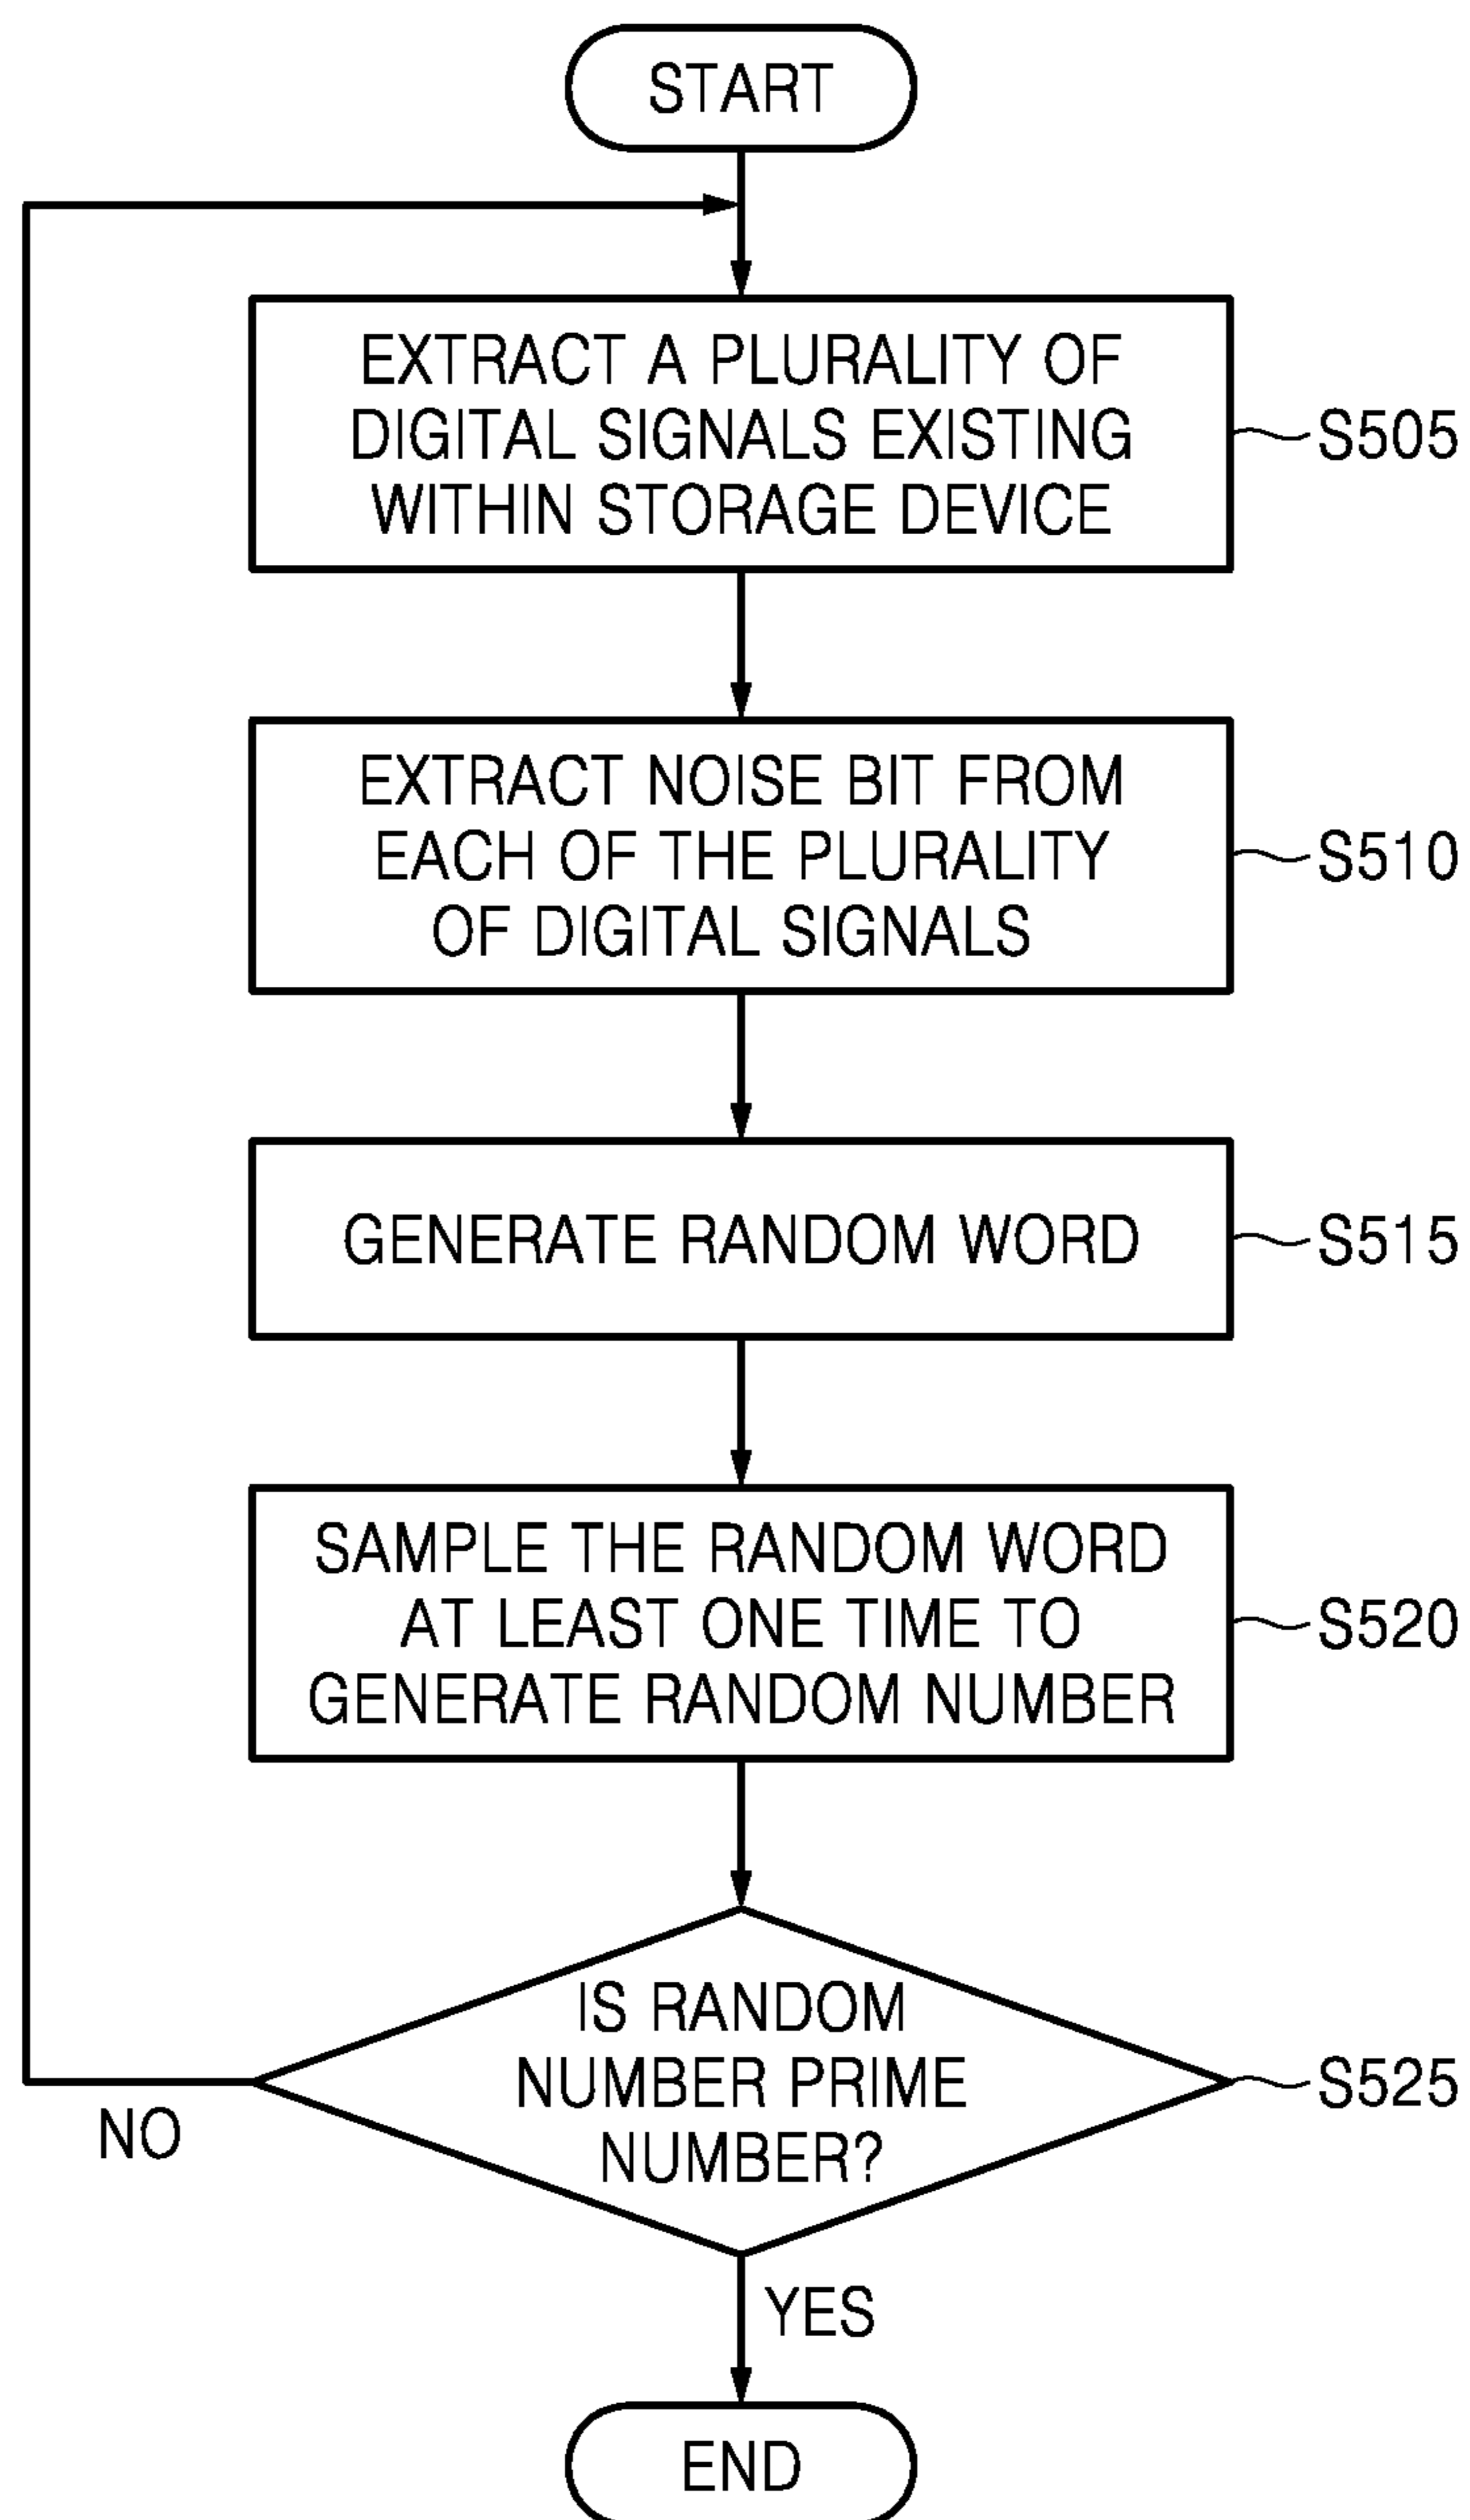 START
EXTRACT A PLURALITY OF
DIGITAL SIGNALS EXISTING
WITHIN STORAGE DEVICE
S505
EXTRACT NOISE BIT FROM
EACH OF THE PLURALITY
OF DIGITAL SIGNALS
S510
GENERATE RANDOM WORD
S515
SAMPLE THE RANDOM WORD
AT LEAST ONE TIME TO
GENERATE RANDOM NUMBER
S520
IS RANDOM
NUMBER PRIME
NUMBER?
S525
NO
YES
END